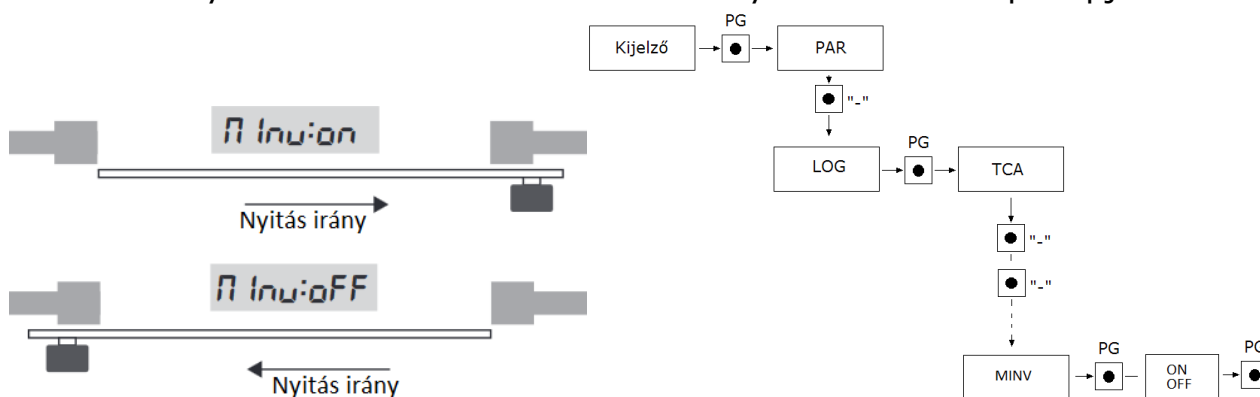 PG
Kijelző
PAR
"-"
PG
LOG
TCA
"-"
"-"
PG
MINV
ON
OFF
M Inv:on
Nyitás irány
M Inv:oFF
Nyitás irány